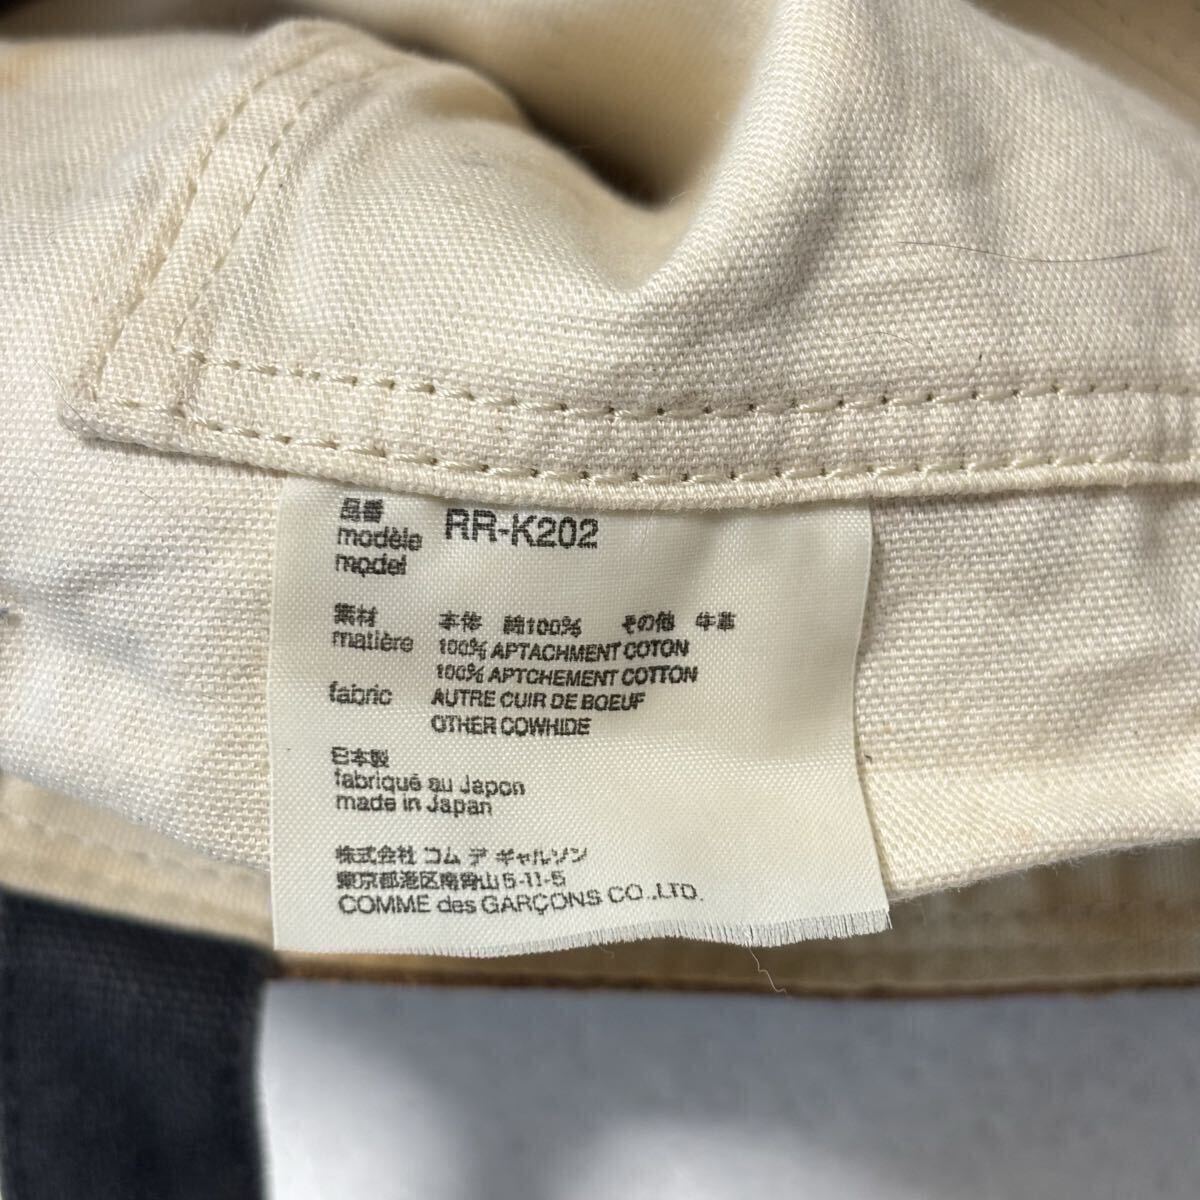 品番
modèle RR-K202
model
素材 本体 綿100% その他 牛革
matière 100% APTACHMENT COTON
100% APTCHEMENT COTTON
fabric AUTRE CUIR DE BOEUF
OTHER COWHIDE
日本製
fabriqué au Japon
made in Japan
株式会社 コム デ ギャルソン
東京都港区南青山5-11-5
COMME des GARÇONS CO.,LTD.